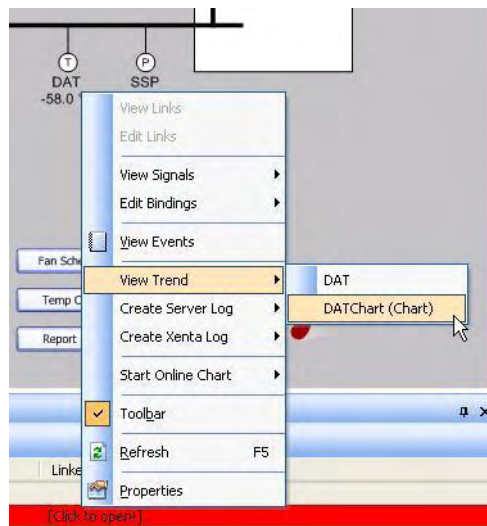 T
P
DAT
SSP
-58.0
View Links
Edit Links
View Signals
Edit Bindings
View Events
Fan Sche
View Trend
DAT
Temp C
Create Server Log
DATChart (Chart)
Report
Create Xenta Log
Start Online Chart
Toolbar
Refresh F5
Linke
Properties
[Click to open!]